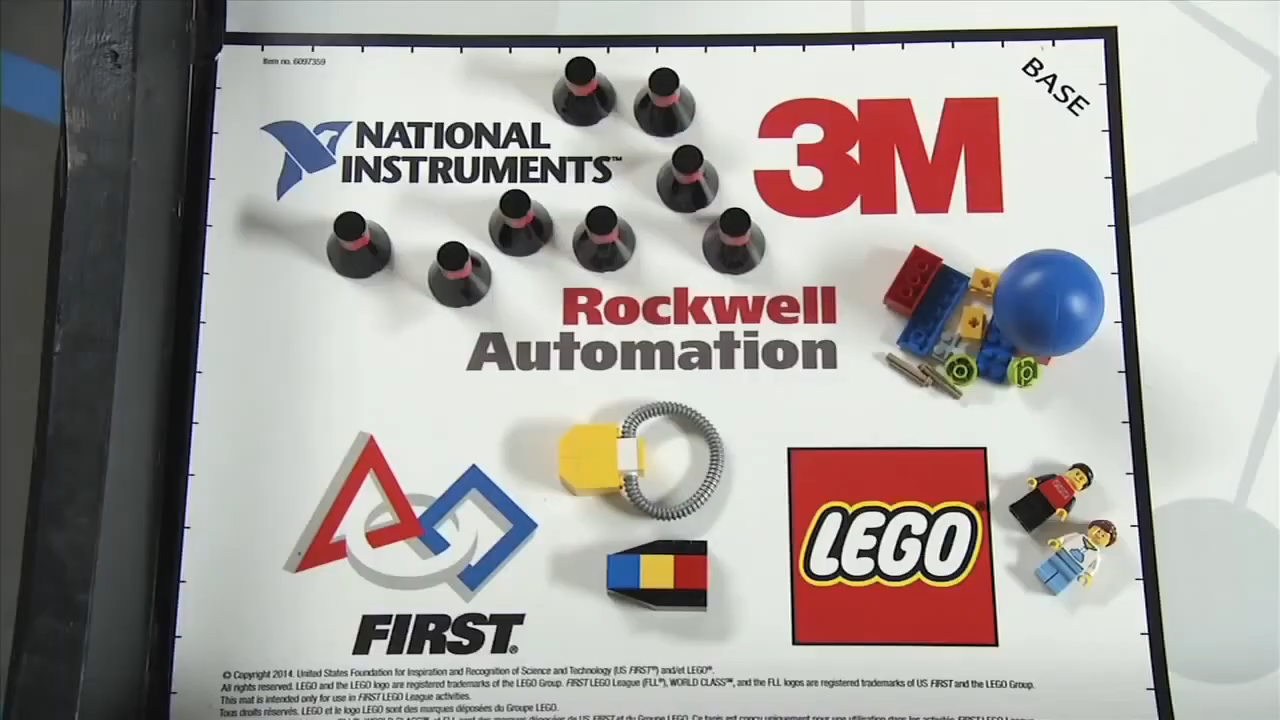 Item no. 6097359
BASE
NATIONAL
INSTRUMENTS™
3M
Rockwell
Automation
LEGO®
FIRST®
© Copyright 2014. United States Foundation for Inspiration and Recognition of Science and Technology (US FIRST®) and/et LEGO®.
All rights reserved. LEGO and the LEGO logo are registered trademarks of the LEGO Group. FIRST LEGO League (FLL®), WORLD CLASS℠, and the FLL logos are registered trademarks of US FIRST and the LEGO Group.
This mat is intended only for use in FIRST LEGO League activities.
Tous droits réservés. LEGO et le logo LEGO sont des marques déposées du Groupe LEGO.